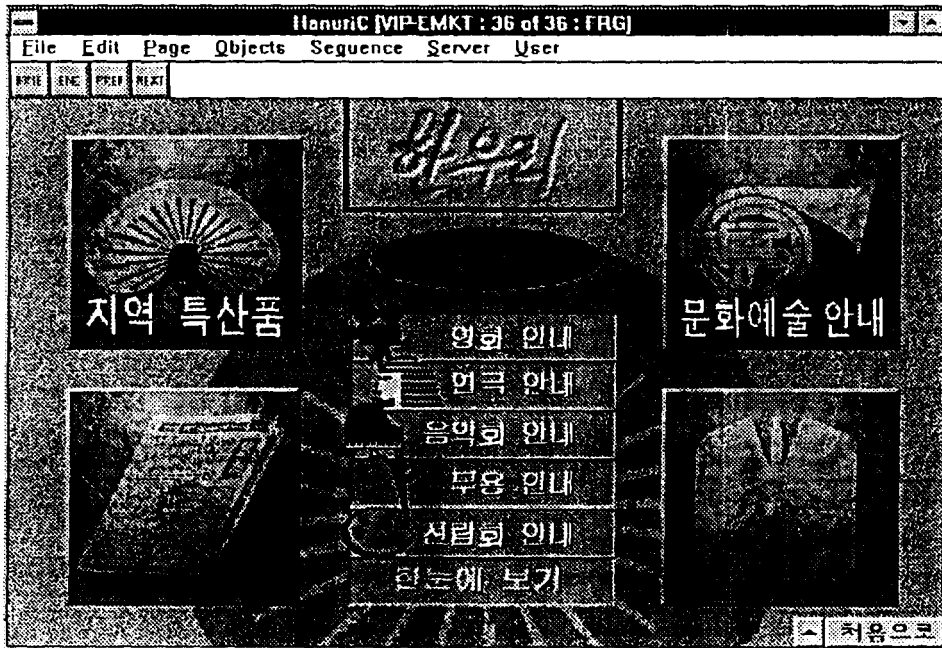 HanuriC [VIP-EMKT : 36 of 36 : FRG]
File Edit Page Objects Sequence Server User
NEXT
한우리
지역 특산품
문화예술 안내
영화 안내
연극 안내
음악회 안내
무용 안내
전람회 안내
한눈에 보기
처음으로